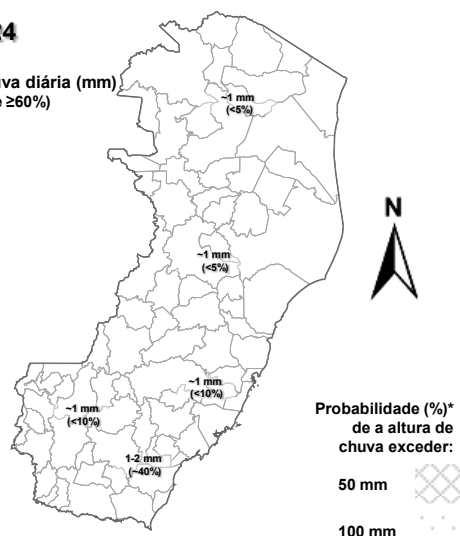 24
va diária (mm)
e ≥60%)
~1 mm
(<5%)
~1 mm
(<5%)
N
~1 mm
(<10%)
~1 mm
(<10%)
1-2 mm
(~40%)
Probabilidade (%)*
de a altura de
chuva exceder:
50 mm
100 mm